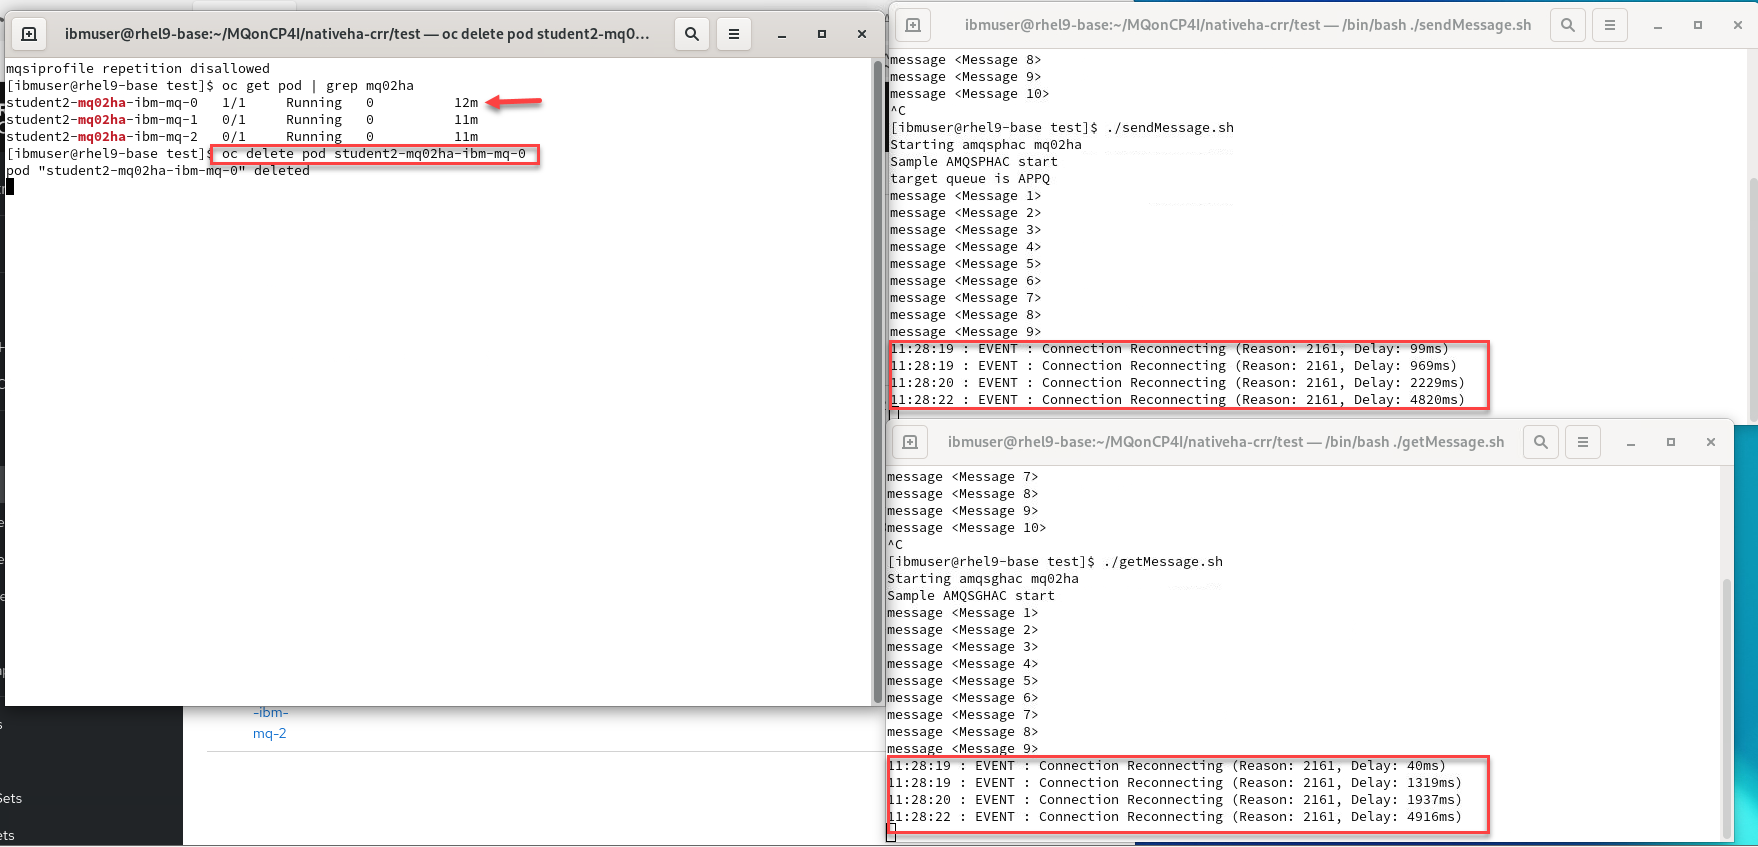 ibmuser@rhel9-base:~/MQonCP4I/nativeha-crr/test — oc delete pod student2-mq0...
mqsiprofile repetition disallowed
[ibmuser@rhel9-base test]$ oc get pod | grep mq02ha
student2-mq02ha-ibm-mq-0   1/1     Running   0          12m
student2-mq02ha-ibm-mq-1   0/1     Running   0          11m
student2-mq02ha-ibm-mq-2   0/1     Running   0          11m
[ibmuser@rhel9-base test]$ oc delete pod student2-mq02ha-ibm-mq-0
pod "student2-mq02ha-ibm-mq-0" deleted
-ibm-
mq-2
Sets
ets
ibmuser@rhel9-base:~/MQonCP4I/nativeha-crr/test — /bin/bash ./sendMessage.sh
message <Message 8>
message <Message 9>
message <Message 10>
^C
[ibmuser@rhel9-base test]$ ./sendMessage.sh
Starting amqsphac mq02ha
Sample AMQSPHAC start
target queue is APPQ
message <Message 1>
message <Message 2>
message <Message 3>
message <Message 4>
message <Message 5>
message <Message 6>
message <Message 7>
message <Message 8>
message <Message 9>
11:28:19 : EVENT : Connection Reconnecting (Reason: 2161, Delay: 99ms)
11:28:19 : EVENT : Connection Reconnecting (Reason: 2161, Delay: 969ms)
11:28:20 : EVENT : Connection Reconnecting (Reason: 2161, Delay: 2229ms)
11:28:22 : EVENT : Connection Reconnecting (Reason: 2161, Delay: 4820ms)
ibmuser@rhel9-base:~/MQonCP4I/nativeha-crr/test — /bin/bash ./getMessage.sh
message <Message 7>
message <Message 8>
message <Message 9>
message <Message 10>
^C
[ibmuser@rhel9-base test]$ ./getMessage.sh
Starting amqsghac mq02ha
Sample AMQSGHAC start
message <Message 1>
message <Message 2>
message <Message 3>
message <Message 4>
message <Message 5>
message <Message 6>
message <Message 7>
message <Message 8>
message <Message 9>
11:28:19 : EVENT : Connection Reconnecting (Reason: 2161, Delay: 40ms)
11:28:19 : EVENT : Connection Reconnecting (Reason: 2161, Delay: 1319ms)
11:28:20 : EVENT : Connection Reconnecting (Reason: 2161, Delay: 1937ms)
11:28:22 : EVENT : Connection Reconnecting (Reason: 2161, Delay: 4916ms)